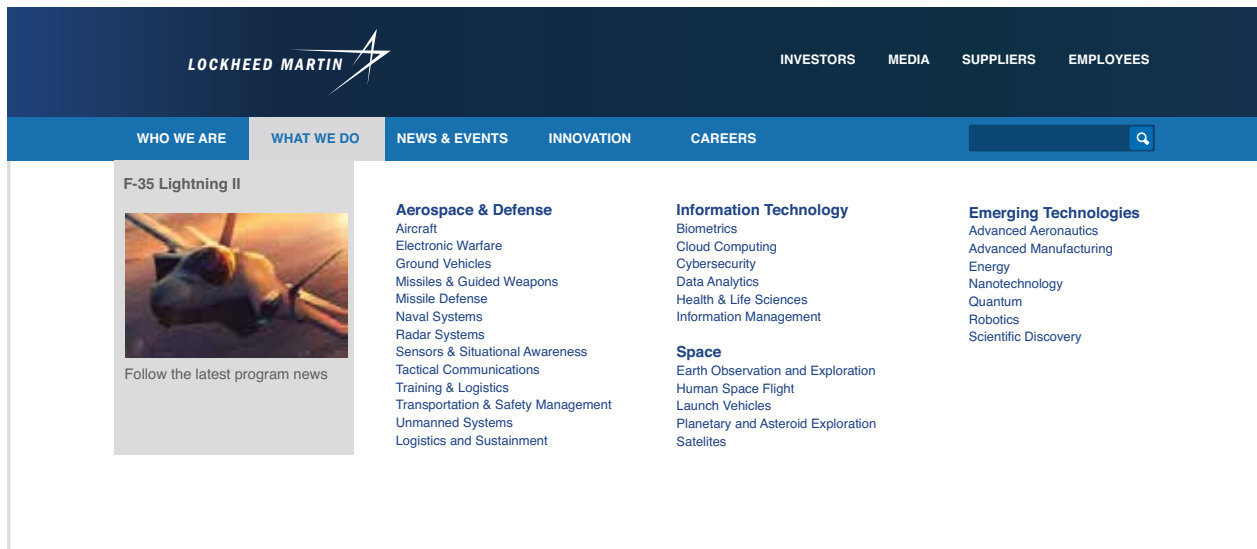 LOCKHEED MARTIN
INVESTORS MEDIA SUPPLIERS EMPLOYEES
WHO WE ARE WHAT WE DO NEWS & EVENTS INNOVATION CAREERS
F-35 Lightning II
Follow the latest program news
Aerospace & Defense
Aircraft
Electronic Warfare
Ground Vehicles
Missiles & Guided Weapons
Missile Defense
Naval Systems
Radar Systems
Sensors & Situational Awareness
Tactical Communications
Training & Logistics
Transportation & Safety Management
Unmanned Systems
Logistics and Sustainment
Information Technology
Biometrics
Cloud Computing
Cybersecurity
Data Analytics
Health & Life Sciences
Information Management
Space
Earth Observation and Exploration
Human Space Flight
Launch Vehicles
Planetary and Asteroid Exploration
Satelites
Emerging Technologies
Advanced Aeronautics
Advanced Manufacturing
Energy
Nanotechnology
Quantum
Robotics
Scientific Discovery